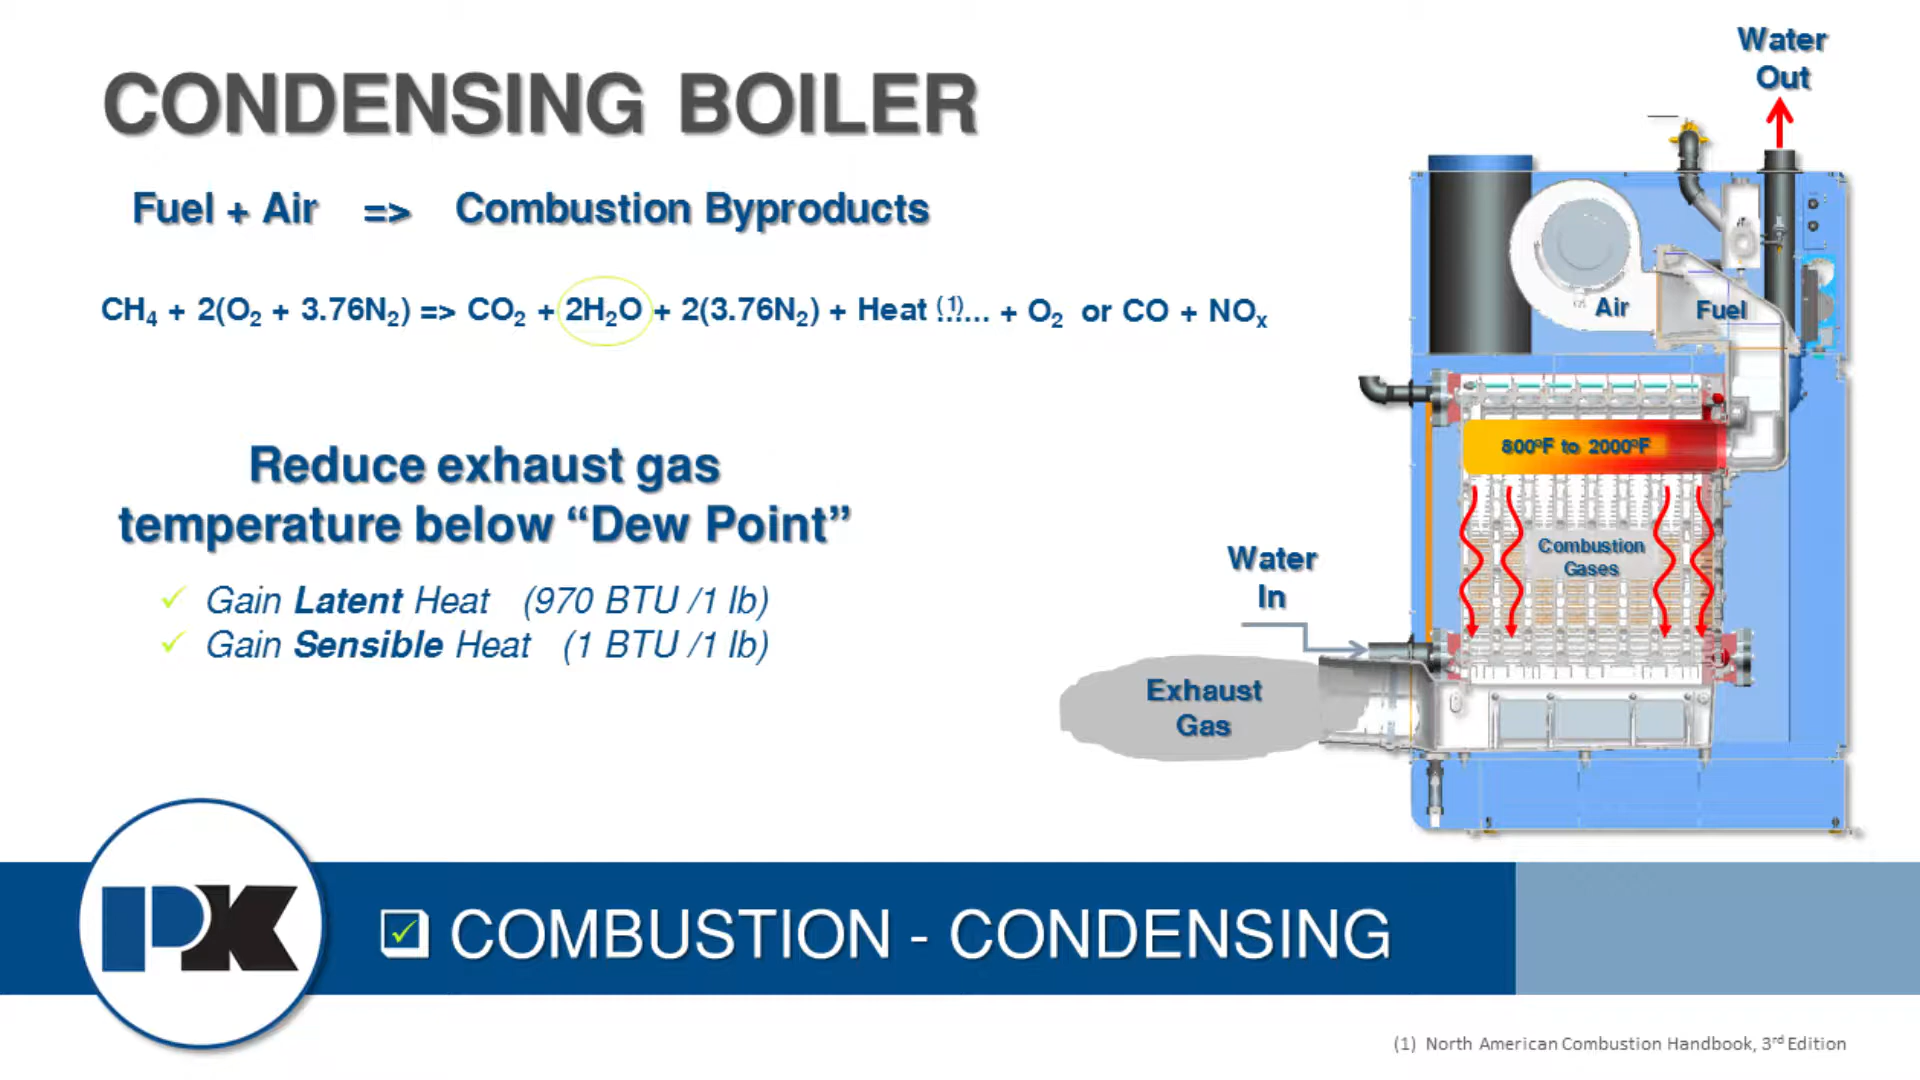 CONDENSING BOILER
Fuel + Air => Combustion Byproducts
CH₄ + 2(O₂ + 3.76N₂) => CO₂ + 2H₂O + 2(3.76N₂) + Heat ⁽¹⁾...... + O₂ or CO + NOₓ
Reduce exhaust gas
temperature below “Dew Point”
✓ Gain Latent Heat (970 BTU /1 lb)
✓ Gain Sensible Heat (1 BTU /1 lb)
Water
Out
Air
Fuel
800ºF to 2000ºF
Combustion
Gases
Water
In
Exhaust
Gas
PK
COMBUSTION - CONDENSING
(1) North American Combustion Handbook, 3ʳᵈ Edition